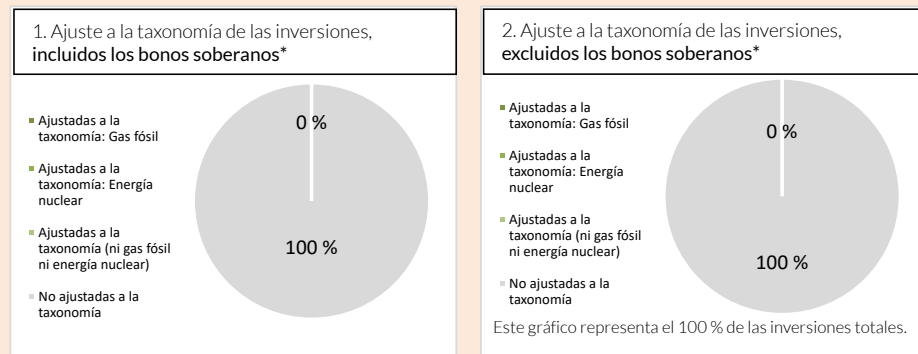 1. Ajuste a la taxonomía de las inversiones,
incluidos los bonos soberanos*
Ajustadas a la
taxonomía: Gas fósil
Ajustadas a la
taxonomía: Energía
nuclear
Ajustadas a la
taxonomía (ni gas fósil
ni energía nuclear)
No ajustadas a la
taxonomía
0 %
100 %
2. Ajuste a la taxonomía de las inversiones,
excluidos los bonos soberanos*
Ajustadas a la
taxonomía: Gas fósil
Ajustadas a la
taxonomía: Energía
nuclear
Ajustadas a la
taxonomía (ni gas fósil
ni energía nuclear)
No ajustadas a la
taxonomía
0 %
100 %
Este gráfico representa el 100 % de las inversiones totales.